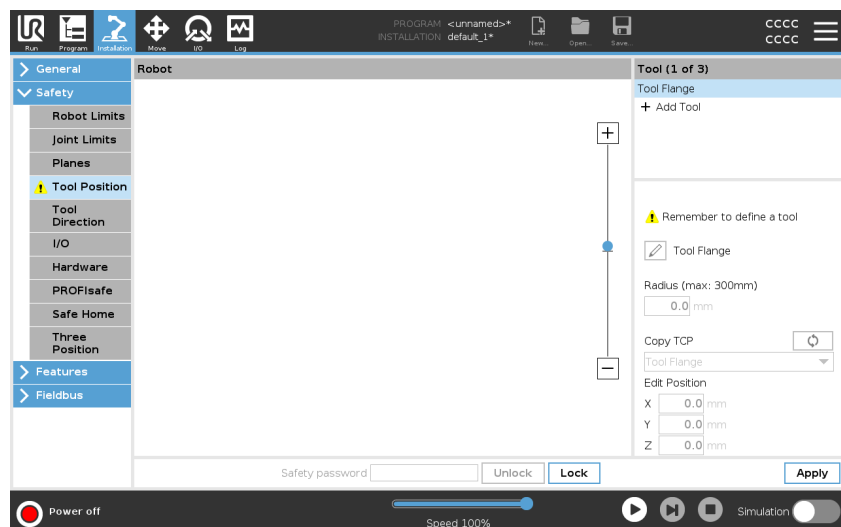 UR
Run
Program
Installation
Move
I/O
Log
PROGRAM <unnamed>*
INSTALLATION default_1*
New...
Open...
Save...
CCCC
CCCC
General
Safety
Robot Limits
Joint Limits
Planes
Tool Position
Tool
Direction
I/O
Hardware
PROFIsafe
Safe Home
Three
Position
Features
Fieldbus
Robot
Safety password
Unlock
Lock
Tool (1 of 3)
Tool Flange
+ Add Tool
Remember to define a tool
Tool Flange
Radius (max: 300mm)
0.0 mm
Copy TCP
Tool Flange
Edit Position
X 0.0 mm
Y 0.0 mm
Z 0.0 mm
Apply
Power off
Speed 100%
Simulation